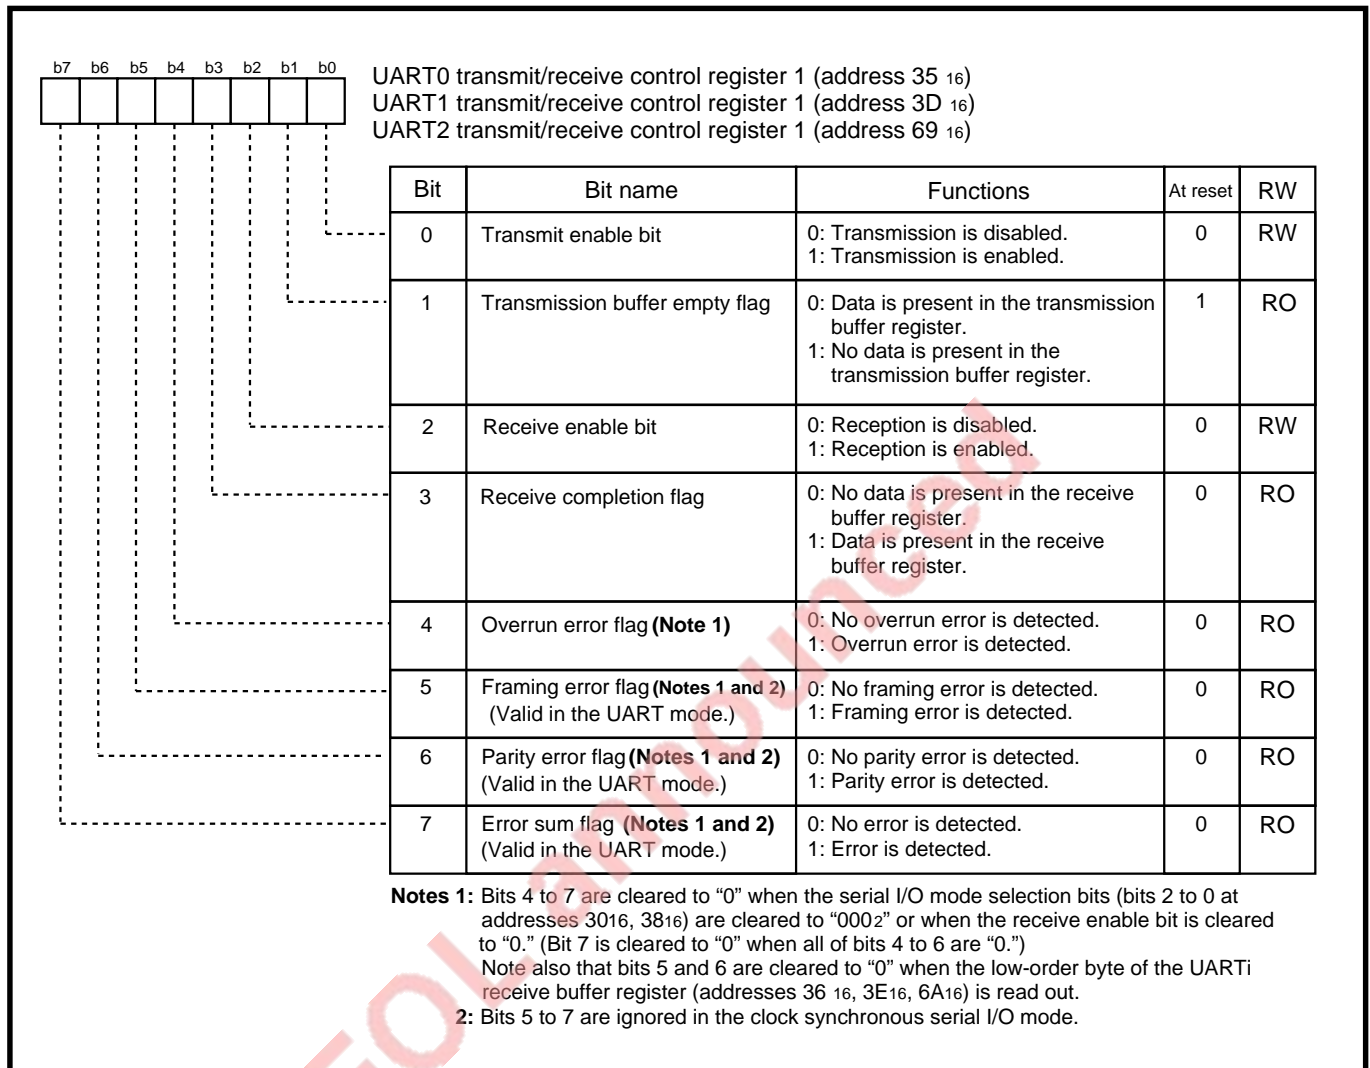 b7 b6 b5 b4 b3 b2 b1 b0
UART0 transmit/receive control register 1 (address 35 16)
UART1 transmit/receive control register 1 (address 3D 16)
UART2 transmit/receive control register 1 (address 69 16)
Bit Bit name Functions At reset RW
0 Transmit enable bit 0: Transmission is disabled. 0 RW
1: Transmission is enabled.
1 Transmission buffer empty flag 0: Data is present in the transmission 1 RO
buffer register.
1: No data is present in the
transmission buffer register.
2 Receive enable bit 0: Reception is disabled. 0 RW
1: Reception is enabled.
3 Receive completion flag 0: No data is present in the receive 0 RO
buffer register.
1: Data is present in the receive
buffer register.
4 Overrun error flag (Note 1) 0: No overrun error is detected. 0 RO
1: Overrun error is detected.
5 Framing error flag (Notes 1 and 2) 0: No framing error is detected. 0 RO
(Valid in the UART mode.) 1: Framing error is detected.
6 Parity error flag (Notes 1 and 2) 0: No parity error is detected. 0 RO
(Valid in the UART mode.) 1: Parity error is detected.
7 Error sum flag (Notes 1 and 2) 0: No error is detected. 0 RO
(Valid in the UART mode.) 1: Error is detected.
Notes 1: Bits 4 to 7 are cleared to “0” when the serial I/O mode selection bits (bits 2 to 0 at
addresses 3016, 3816) are cleared to “0002” or when the receive enable bit is cleared
to “0.” (Bit 7 is cleared to “0” when all of bits 4 to 6 are “0.”)
Note also that bits 5 and 6 are cleared to “0” when the low-order byte of the UARTi
receive buffer register (addresses 36 16, 3E16, 6A16) is read out.
2: Bits 5 to 7 are ignored in the clock synchronous serial I/O mode.
EOL announced